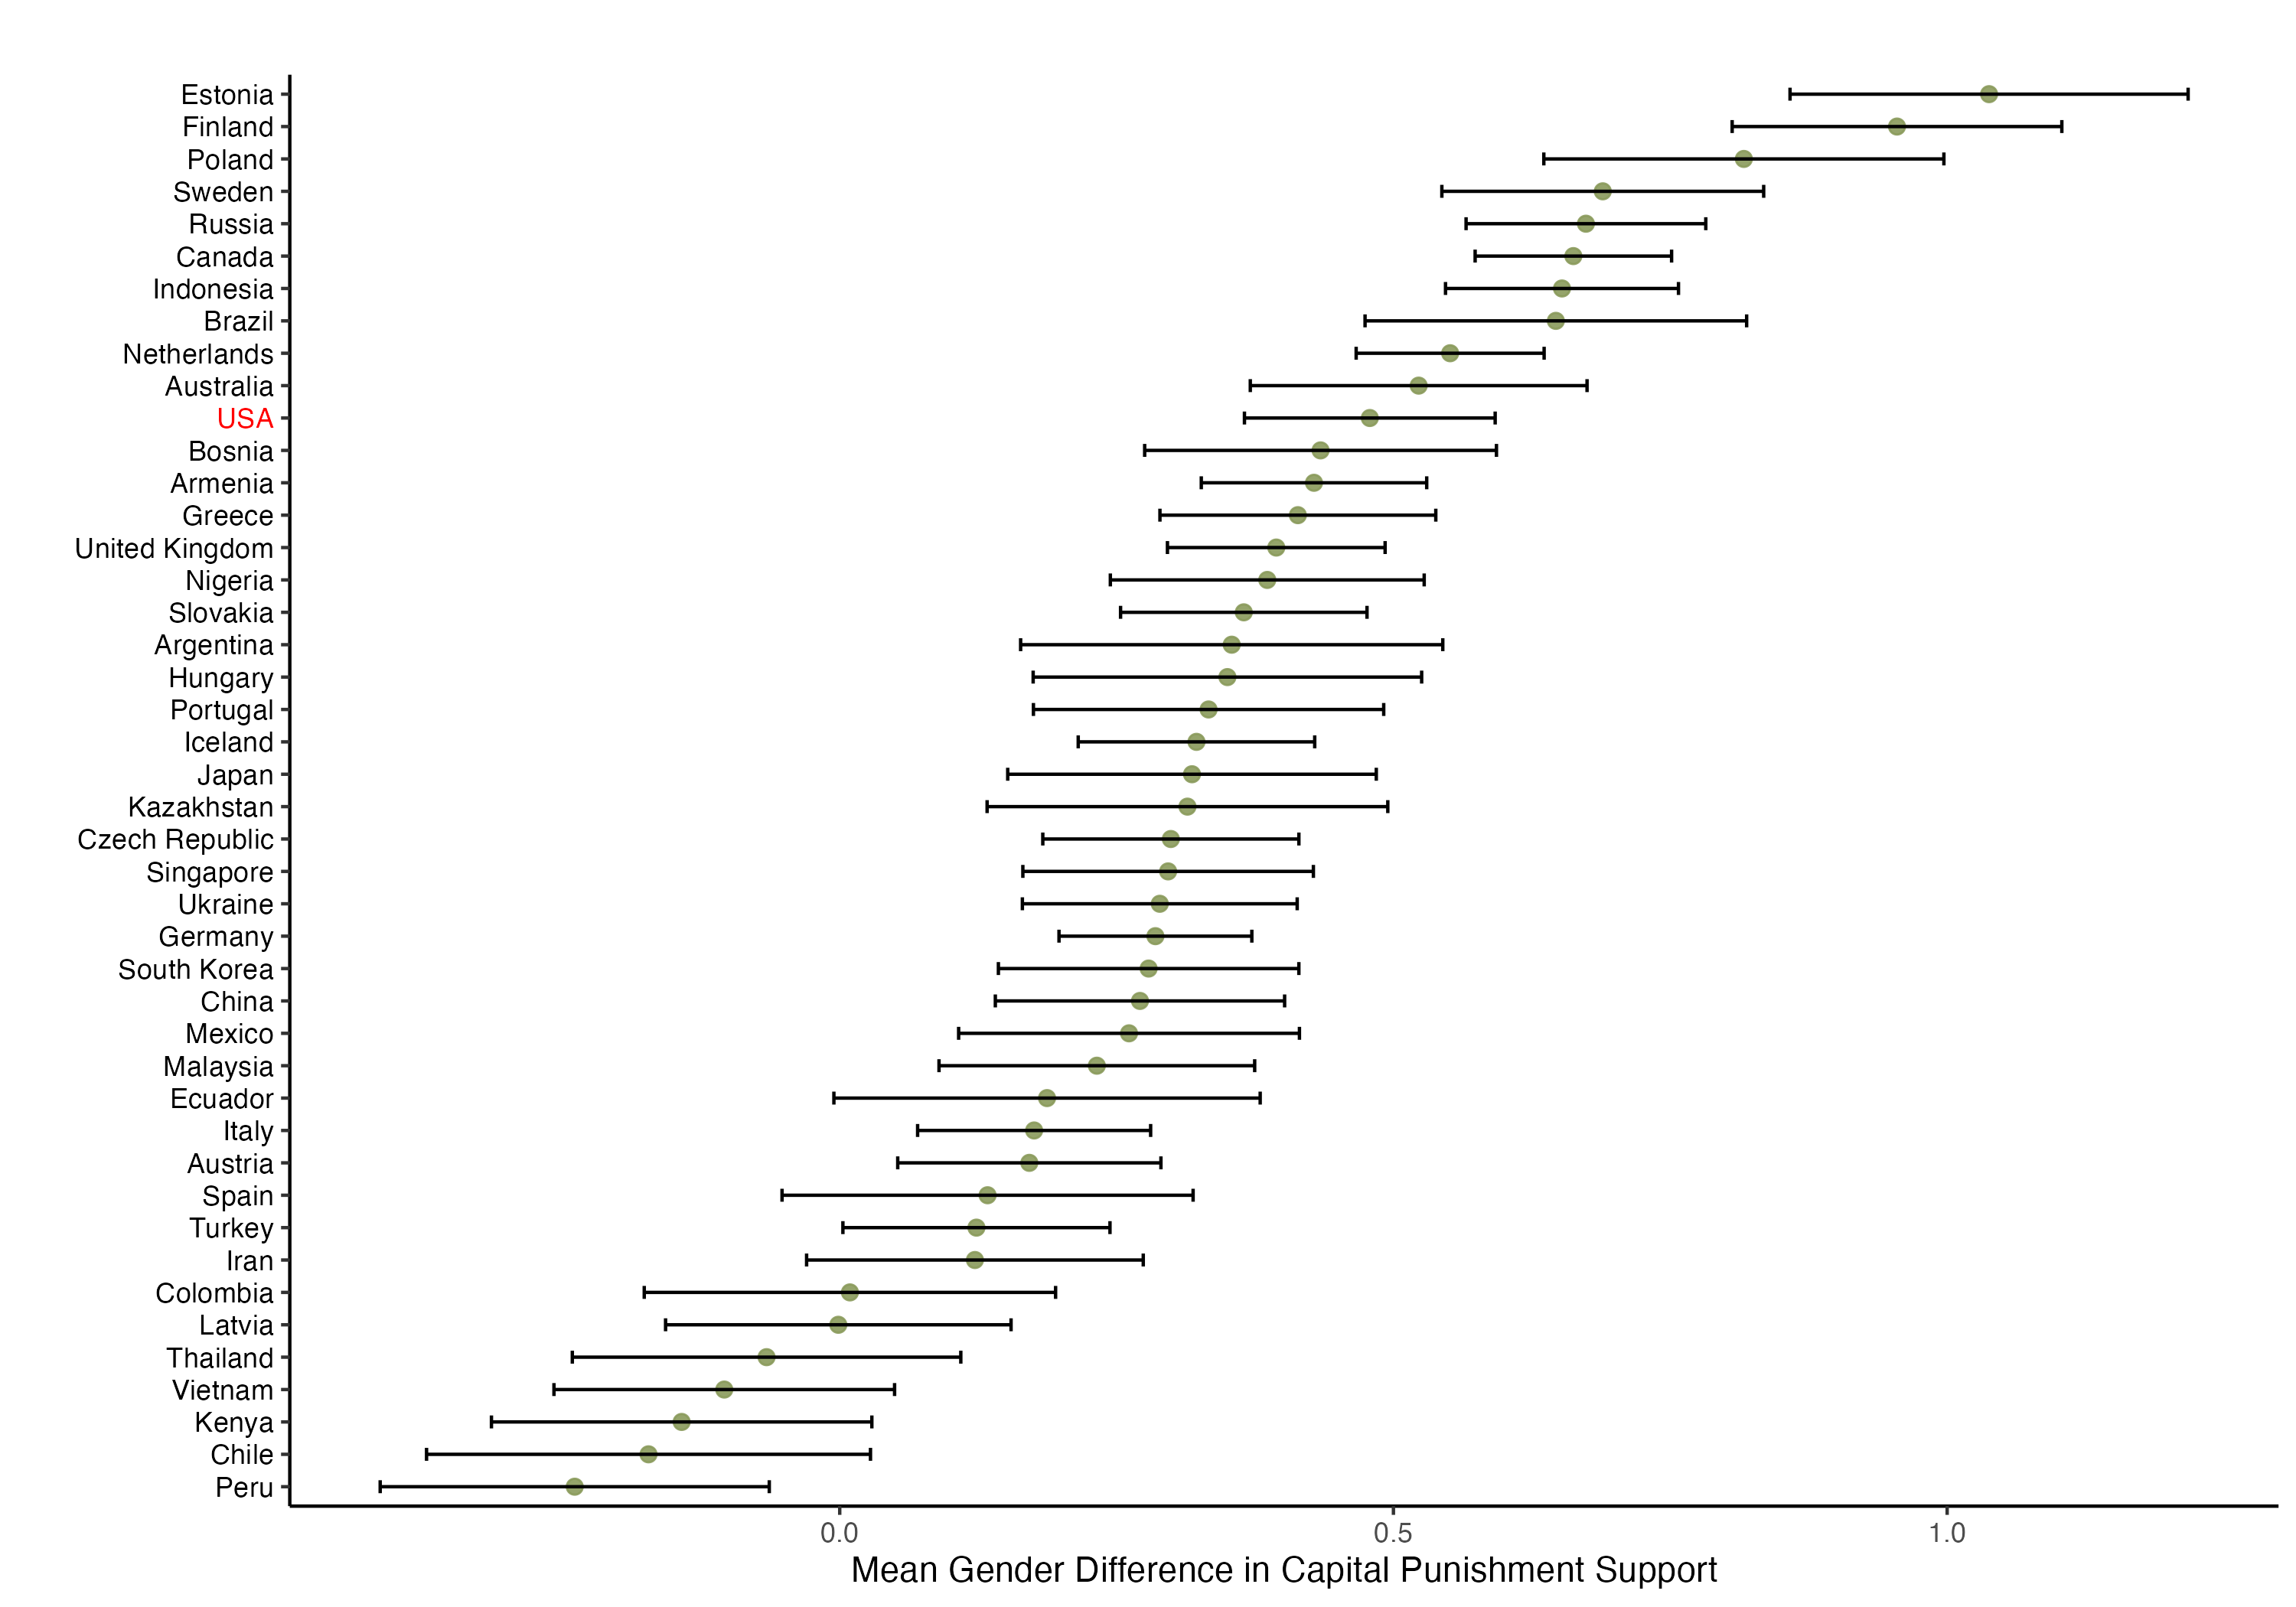 Estonia
Finland
Poland
Sweden
Russia
Canada
Indonesia
Brazil
Netherlands
Australia
USA
Bosnia
Armenia
Greece
United Kingdom
Nigeria
Slovakia
Argentina
Hungary
Portugal
Iceland
Japan
Kazakhstan
Czech Republic
Singapore
Ukraine
Germany
South Korea
China
Mexico
Malaysia
Ecuador
Italy
Austria
Spain
Turkey
Iran
Colombia
Latvia
Thailand
Vietnam
Kenya
Chile
Peru
0.0 0.5 1.0
Mean Gender Difference in Capital Punishment Support